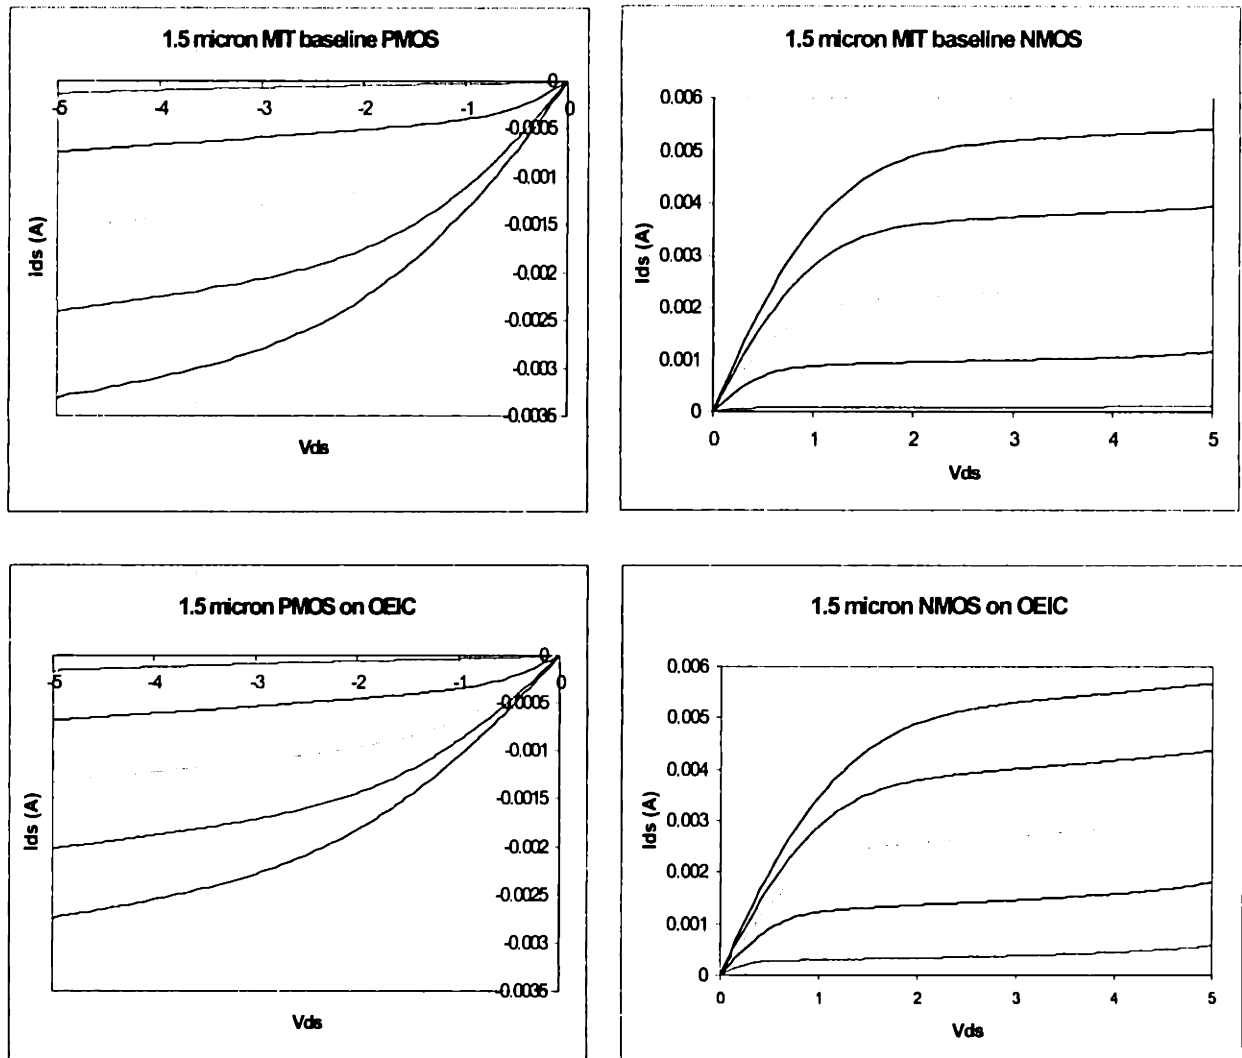 1.5 micron MIT baseline PMOS
0
-5 -4 -3 -2 -1 0
-0.0005
-0.001
-0.0015
-0.002
-0.0025
-0.003
-0.0035
Ids (A)
Vds
1.5 micron MIT baseline NMOS
0.006
0.005
0.004
0.003
0.002
0.001
0
0 1 2 3 4 5
Ids (A)
Vds
1.5 micron PMOS on OEIC
0
-5 -4 -3 -2 -1 0
-0.0005
-0.001
-0.0015
-0.002
-0.0025
-0.003
-0.0035
Ids (A)
Vds
1.5 micron NMOS on OEIC
0.006
0.005
0.004
0.003
0.002
0.001
0
0 1 2 3 4 5
Ids (A)
Vds